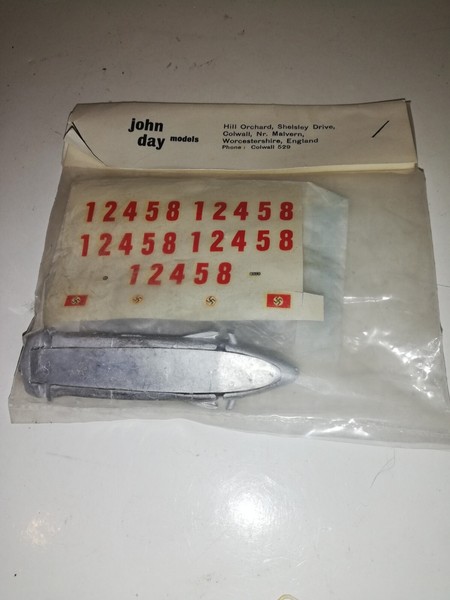 john
day models
Hill Orchard, Shelsley Drive,
Colwall, Nr. Malvern,
Worcestershire, England
Phone: Colwall 529
12458 12458
12458 12458
12458